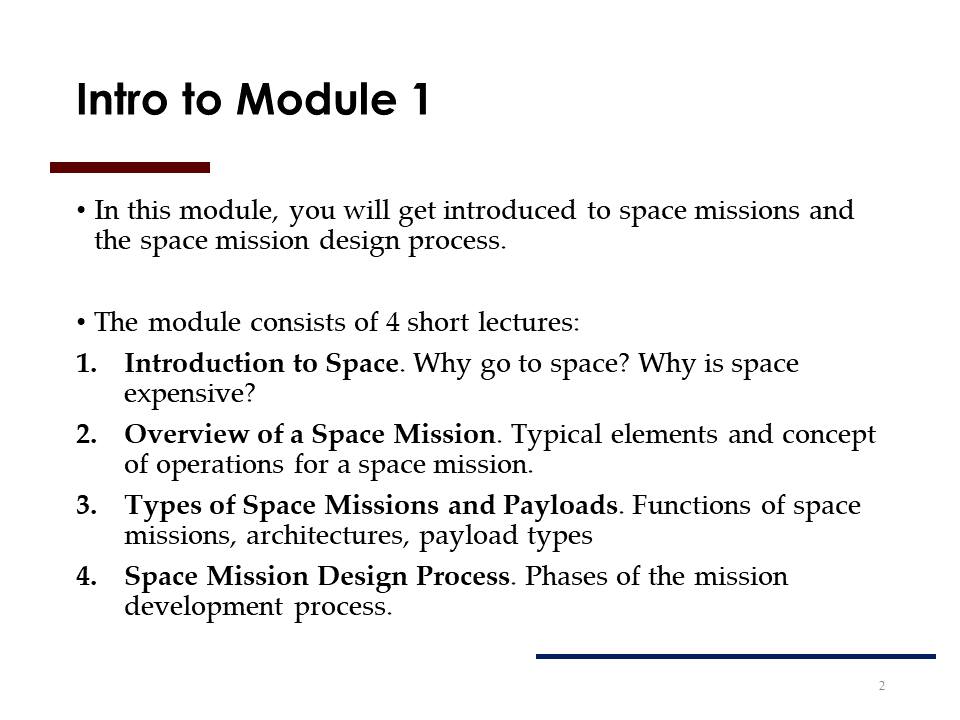 Intro to Module 1
• In this module, you will get introduced to space missions and
the space mission design process.
• The module consists of 4 short lectures:
1. Introduction to Space. Why go to space? Why is space
expensive?
2. Overview of a Space Mission. Typical elements and concept
of operations for a space mission.
3. Types of Space Missions and Payloads. Functions of space
missions, architectures, payload types
4. Space Mission Design Process. Phases of the mission
development process.
2